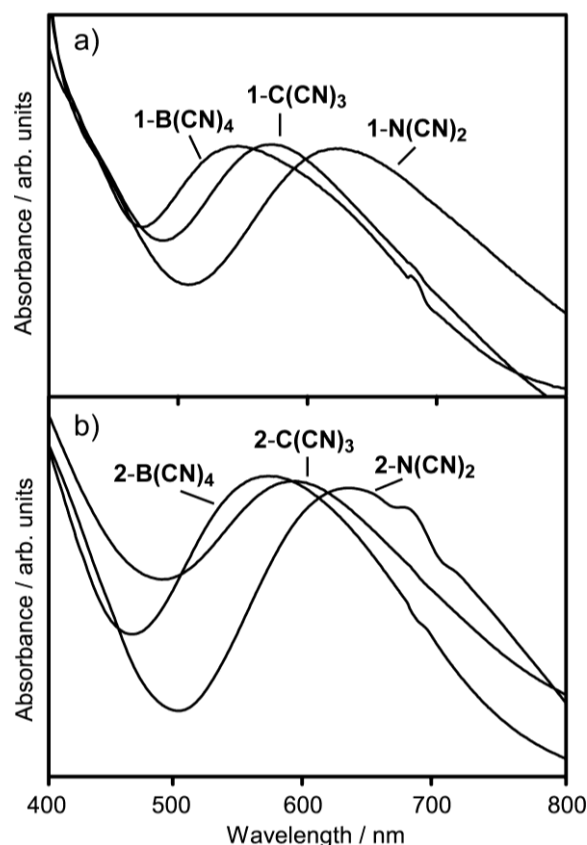 a)
1-C(CN)₃
1-B(CN)₄
1-N(CN)₂
Absorbance / arb. units
b)
2-C(CN)₃
2-B(CN)₄
2-N(CN)₂
Absorbance / arb. units
400 500 600 700 800
Wavelength / nm